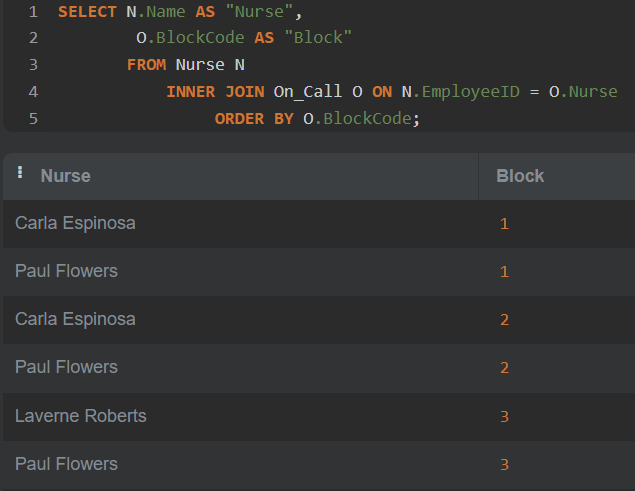 1 SELECT N.Name AS "Nurse",
2 O.BlockCode AS "Block"
3 FROM Nurse N
4 INNER JOIN On_Call O ON N.EmployeeID = O.Nurse
5 ORDER BY O.BlockCode;
Nurse Block
Carla Espinosa 1
Paul Flowers 1
Carla Espinosa 2
Paul Flowers 2
Laverne Roberts 3
Paul Flowers 3